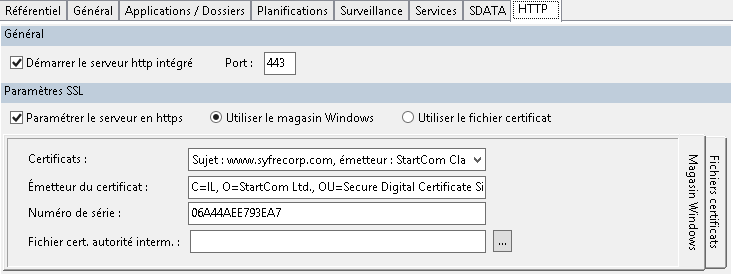 Référentiel Général Applications / Dossiers Planifications Surveillance Services SDATA HTTP
Général
Démarrer le serveur http intégré Port : 443
Paramètres SSL
Paramétrer le serveur en https Utiliser le magasin Windows Utiliser le fichier certificat
Certificats : Sujet : www.syfrecorp.com, émetteur : StartCom Cla
Émetteur du certificat : C=IL, O=StartCom Ltd., OU=Secure Digital Certificate Si
Numéro de série : 06A44AEE793EA7
Fichier cert. autorité interm. : ...
Magasin Windows
Fichiers certificats